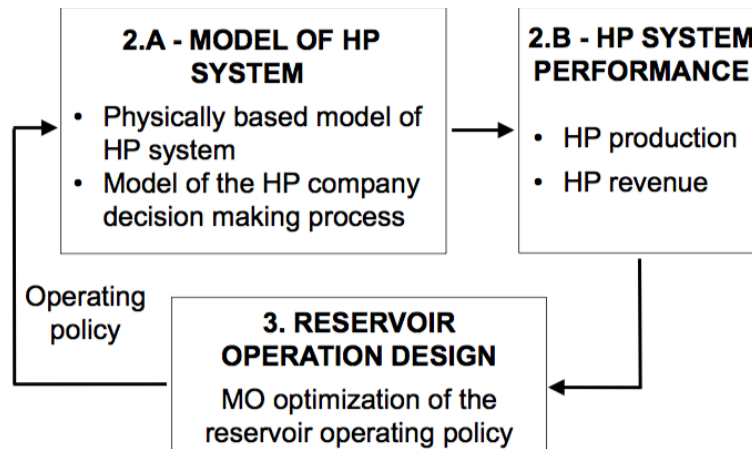 2.A - MODEL OF HP
SYSTEM
• Physically based model of
HP system
• Model of the HP company
decision making process
2.B - HP SYSTEM
PERFORMANCE
• HP production
• HP revenue
Operating
policy
3. RESERVOIR
OPERATION DESIGN
MO optimization of the
reservoir operating policy